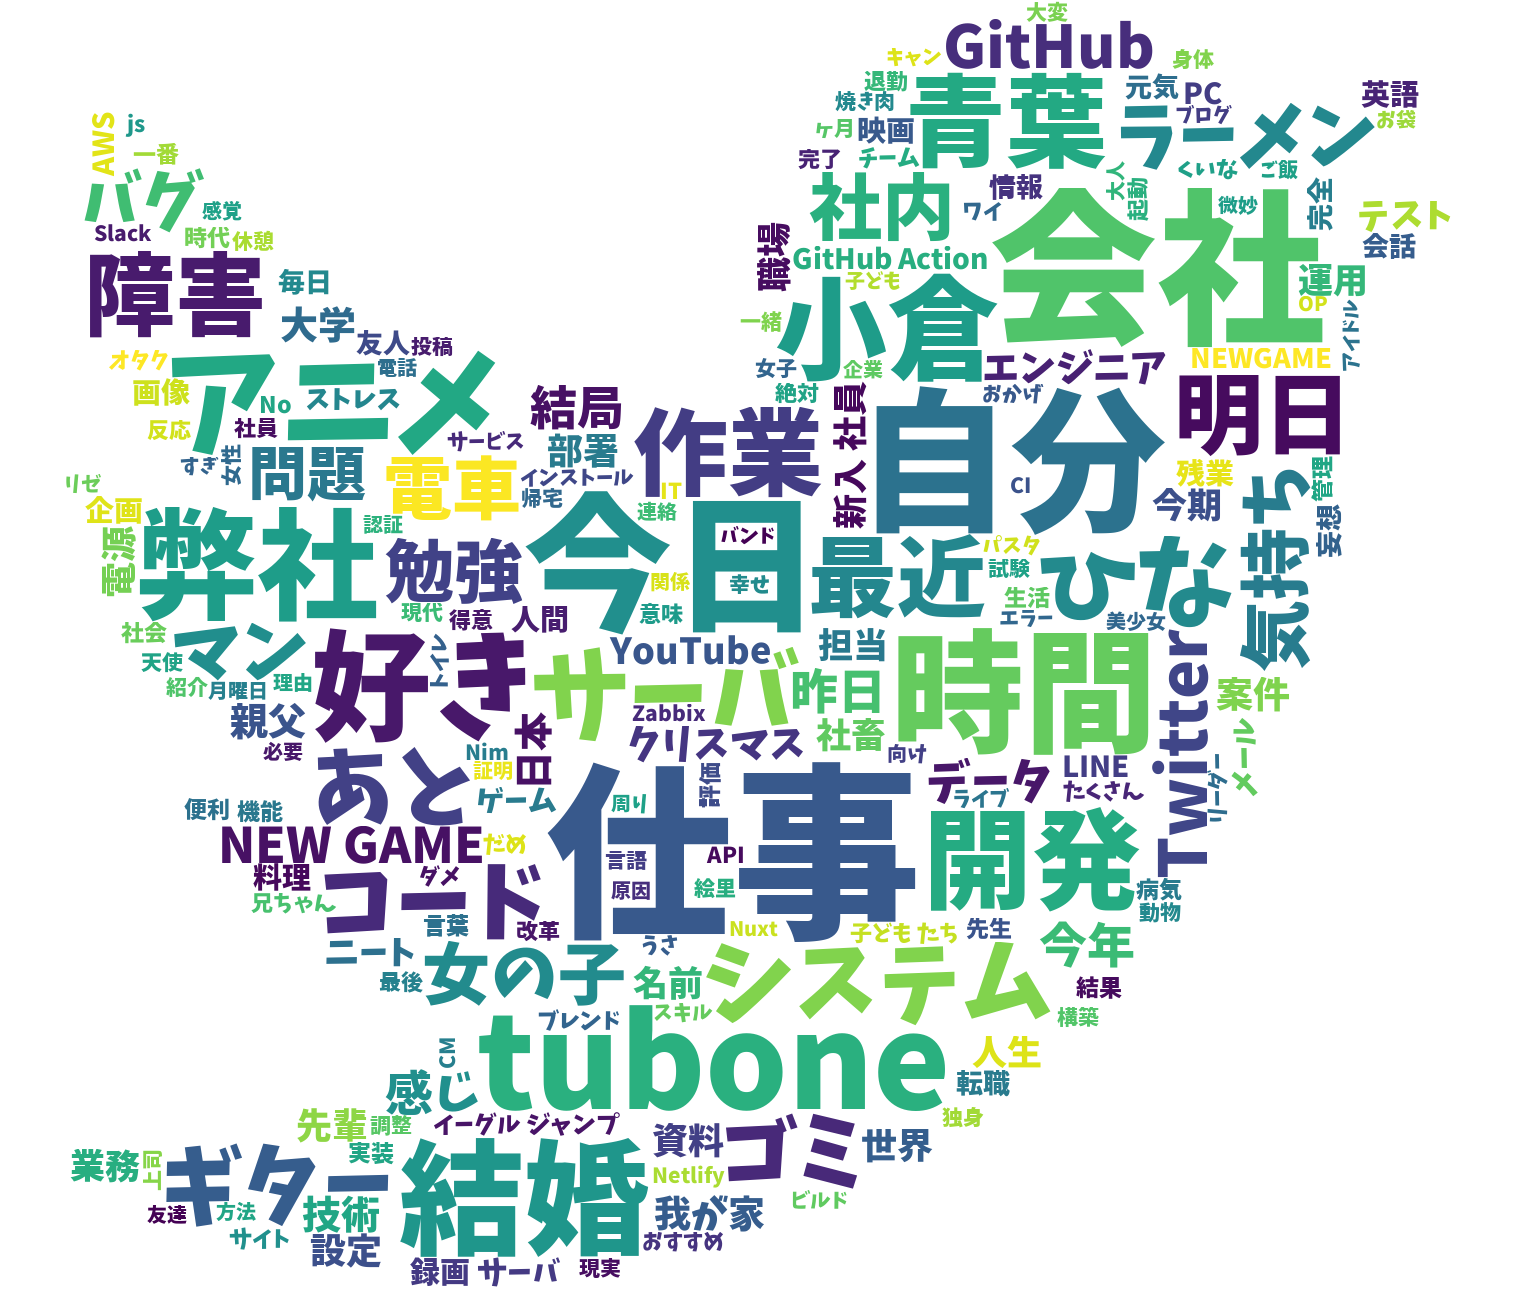 大変
GitHub
キャン
身体
退勤
青葉
元気
PC
英語
焼き肉
ブログ
お袋
AWS
js
ヶ月
映画
ラーメン
一番
完了
チーム
くいな
ご飯
バグ
社内
情報
大人
起動
完全
感覚
ワイ
微妙
テスト
Slack
時代
休憩
職場
会社
会話
障害
毎日
GitHub Action
運用
子ども
小倉
OP
大学
一緒
アイドル
友人
投稿
オタク
アニメ
電話
女子
企業
エンジニア
NEWGAME
画像
No
ストレス
結局
絶対
おかげ
明日
反応
社員
サービス
部署
作業
新入 社員
自分
すぎ
女性
問題
電車
インストール
IT
CI
残業
管理
リゼ
帰宅
連絡
今期
気持ち
企画
弊社
認証
今日
バンド
妄想
電源
勉強
最近
パスタ
ひな
関係
幸せ
試験
現代
得意
人間
意味
生活
エラー
美少女
社会
マン
好き
トイレ
YouTube
担当
時間
Twitter
天使
サーバ
昨日
紹介
月曜日
理由
案件
親父
日本
Zabbix
社畜
必要
あと
Nim
クリスマス
向け
メール
証明
評価
データ
LINE
リーダー
便利
機能
ゲーム
仕事
周り
ライブ
たくさん
NEW GAME
だめ
言語
API
開発
料理
コード
ダメ
原因
絵里
病気
兄ちゃん
動物
言葉
改革
Nuxt
子ども たち
先生
今年
ニート
女の子
うさ
システム
最後
名前
結果
スキル
ブレンド
構築
tubone
CM
人生
感じ
転職
先輩
調整
イーグル ジャンプ
独身
業務
上司
ギター
実装
結婚
資料
ゴミ
世界
Netlify
友達
方法
技術
我が家
ビルド
サイト
設定
おすすめ
録画 サーバ
現実